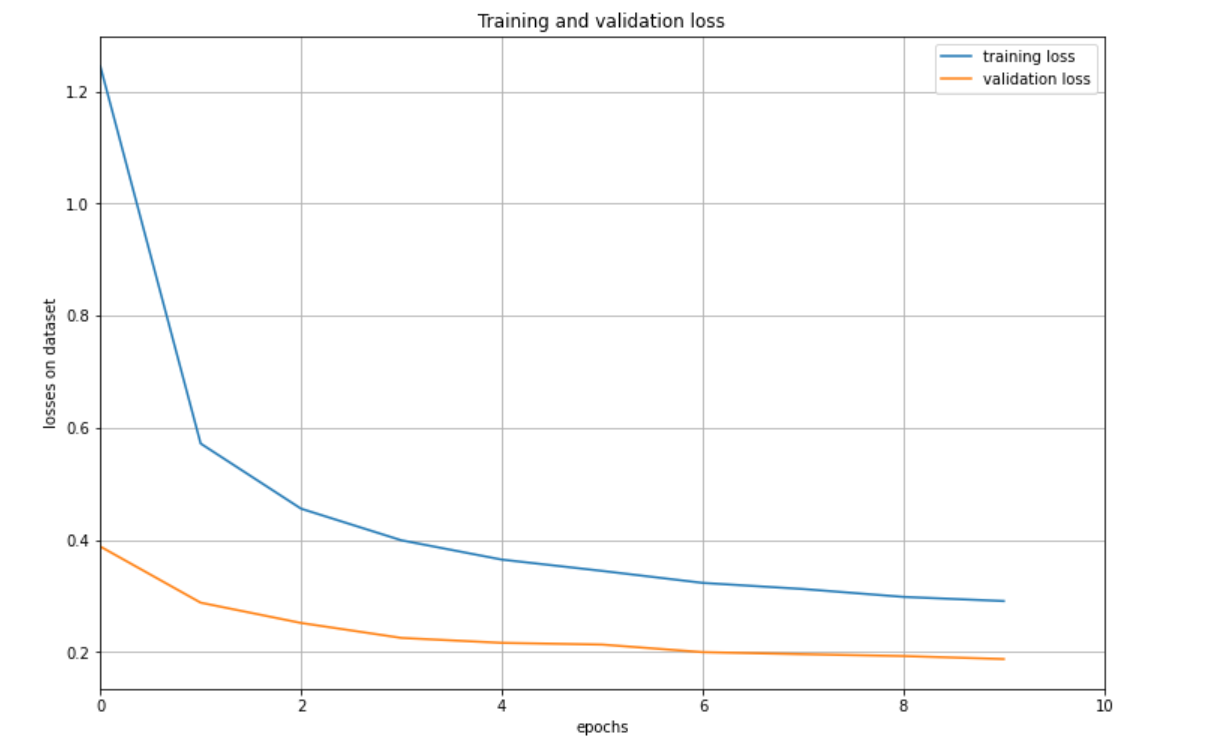 Training and validation loss
training loss
validation loss
1.2
1.0
0.8
0.6
0.4
0.2
losses on dataset
0 2 4 6 8 10
epochs